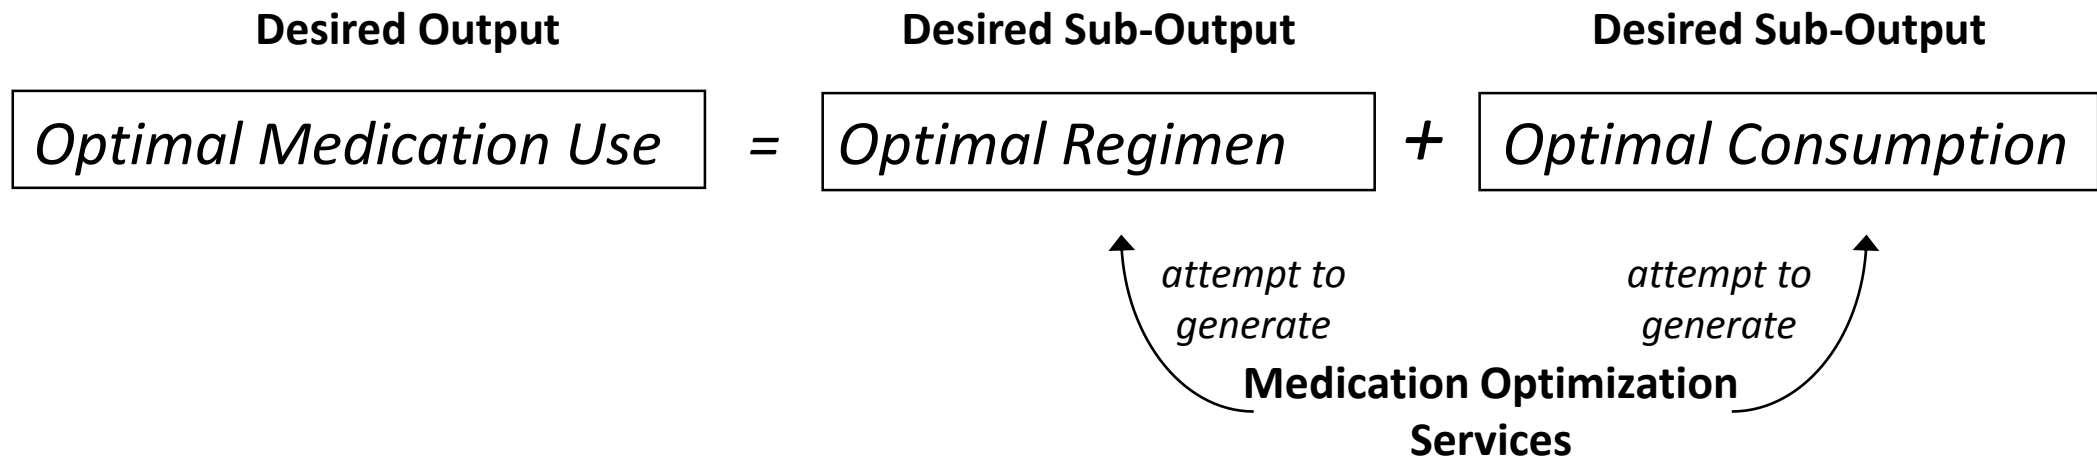 Desired Output
Desired Sub-Output
Desired Sub-Output
Optimal Medication Use
=
Optimal Regimen
+
Optimal Consumption
attempt to
generate
attempt to
generate
Medication Optimization
Services